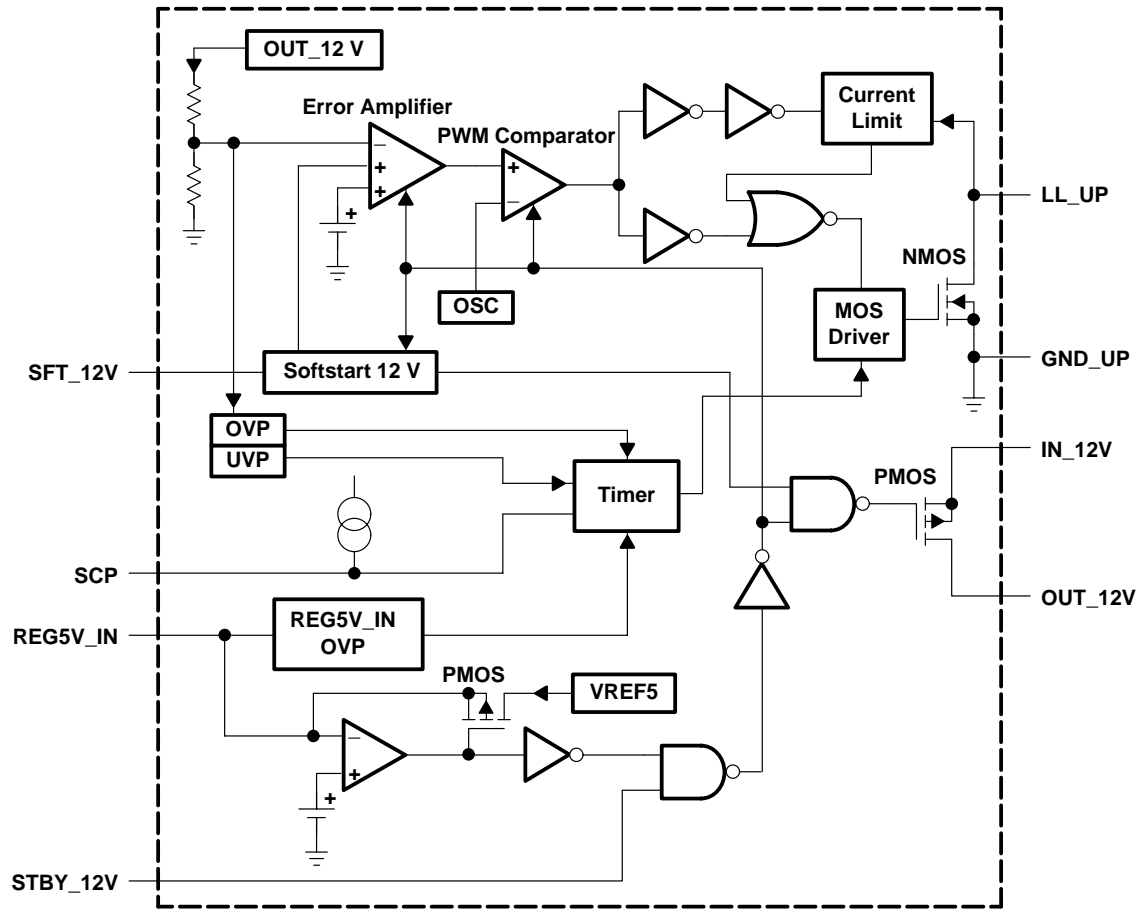 OUT_12 V
Error Amplifier
PWM Comparator
Current
Limit
−
+
+
+
+
−
LL_UP
NMOS
OSC
MOS
Driver
SFT_12V
Softstart 12 V
GND_UP
OVP
UVP
Timer
PMOS
IN_12V
SCP
OUT_12V
REG5V_IN
REG5V_IN
OVP
PMOS
VREF5
−
+
+
STBY_12V